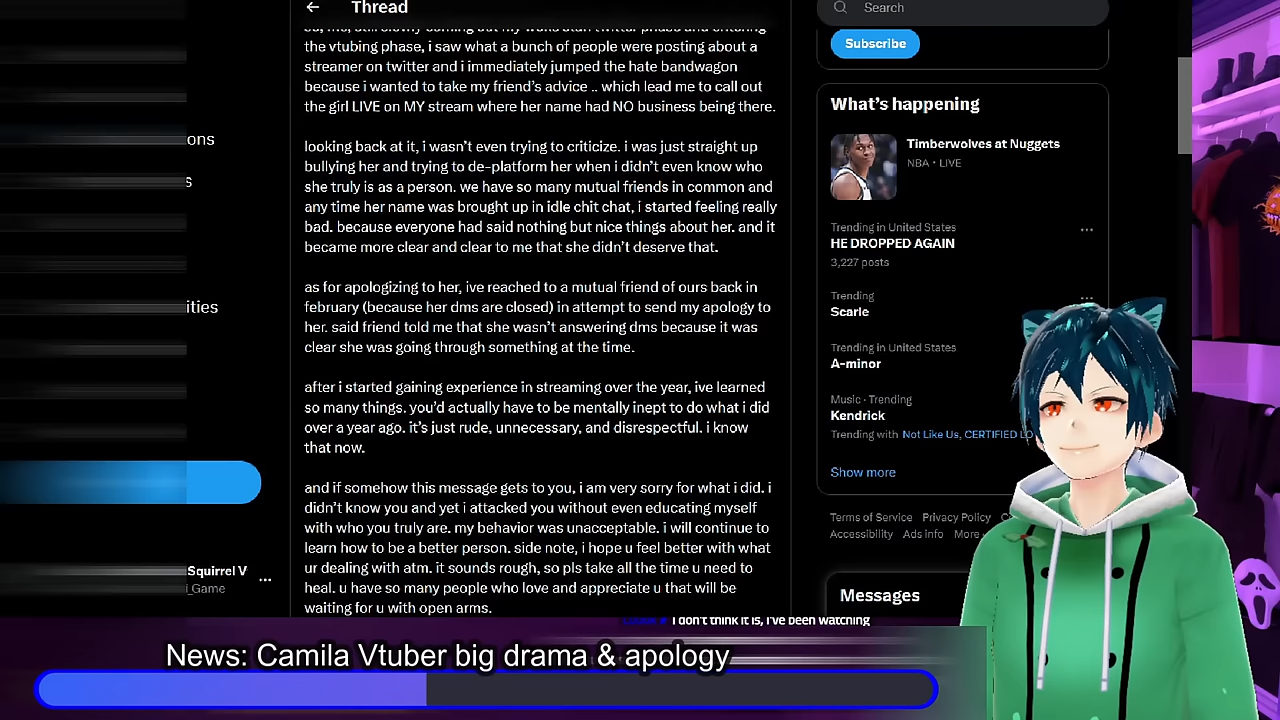 Thread
Search
the vtubing phase, i saw what a bunch of people were posting about a
streamer on twitter and i immediately jumped the hate bandwagon
because i wanted to take my friend's advice .. which lead me to call out
the girl LIVE on MY stream where her name had NO business being there.
looking back at it, i wasn't even trying to criticize. i was just straight up
bullying her and trying to de-platform her when i didn't even know who
she truly is as a person. we have so many mutual friends in common and
any time her name was brought up in idle chit chat, i started feeling really
bad. because everyone had said nothing but nice things about her. and it
became more clear and clear to me that she didn't deserve that.
as for apologizing to her, ive reached to a mutual friend of ours back in
february (because her dms are closed) in attempt to send my apology to
her. said friend told me that she wasn't answering dms because it was
clear she was going through something at the time.
after i started gaining experience in streaming over the year, ive learned
so many things. you'd actually have to be mentally inept to do what i did
over a year ago. it's just rude, unnecessary, and disrespectful. i know
that now.
and if somehow this message gets to you, i am very sorry for what i did. i
didn't know you and yet i attacked you without even educating myself
with who you truly are. my behavior was unacceptable. i will continue to
learn how to be a better person. side note, i hope u feel better with what
ur dealing with atm. it sounds rough, so pls take all the time u need to
heal. u have so many people who love and appreciate u that will be
waiting for u with open arms.
Subscribe
What's happening
Timberwolves at Nuggets
NBA · LIVE
Trending in United States
HE DROPPED AGAIN
3,227 posts
Trending
Scarle
Trending in United States
A-minor
Music · Trending
Kendrick
Trending with Not Like Us, CERTIFIED LO
Show more
Terms of Service Privacy Policy C
Accessibility Ads info More
Messages
ons
s
ities
Squirrel V
i_Game
I don't think it is, I've been watching
News: Camila Vtuber big drama & apology